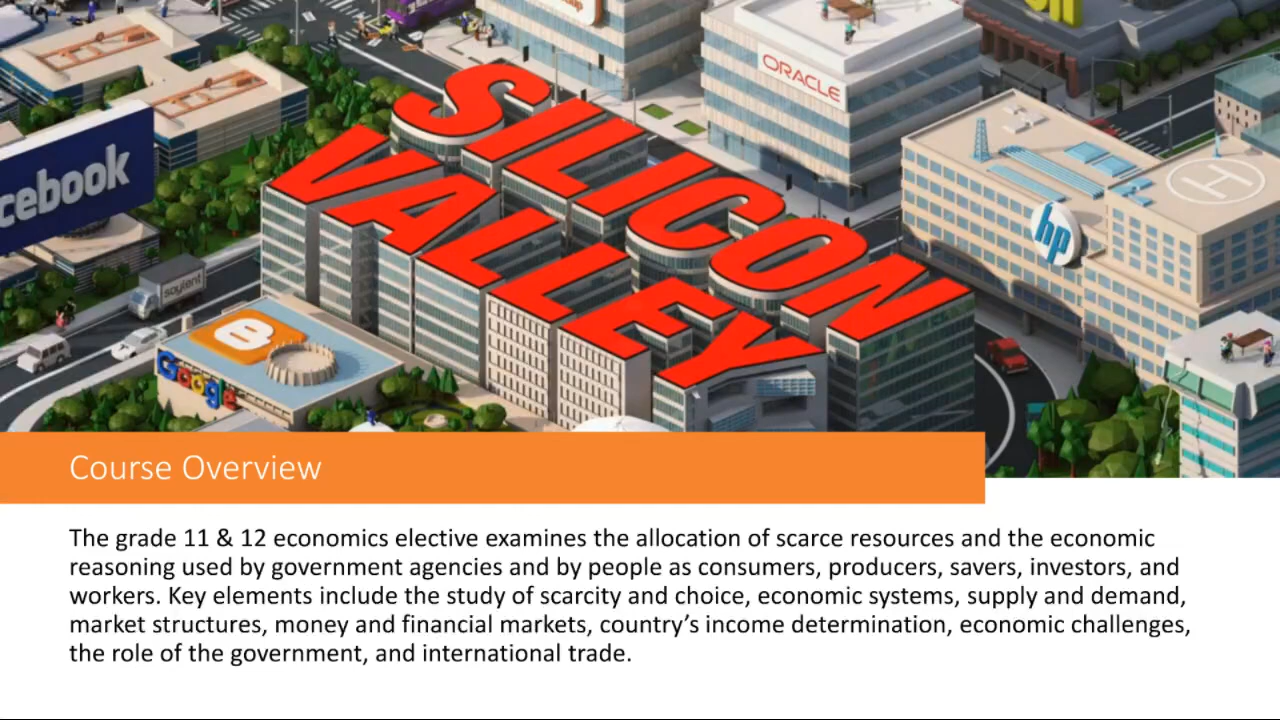 ORACLE
SILICON
VALLEY
cebook
hp
soylent
Google
Course Overview
The grade 11 & 12 economics elective examines the allocation of scarce resources and the economic
reasoning used by government agencies and by people as consumers, producers, savers, investors, and
workers. Key elements include the study of scarcity and choice, economic systems, supply and demand,
market structures, money and financial markets, country’s income determination, economic challenges,
the role of the government, and international trade.